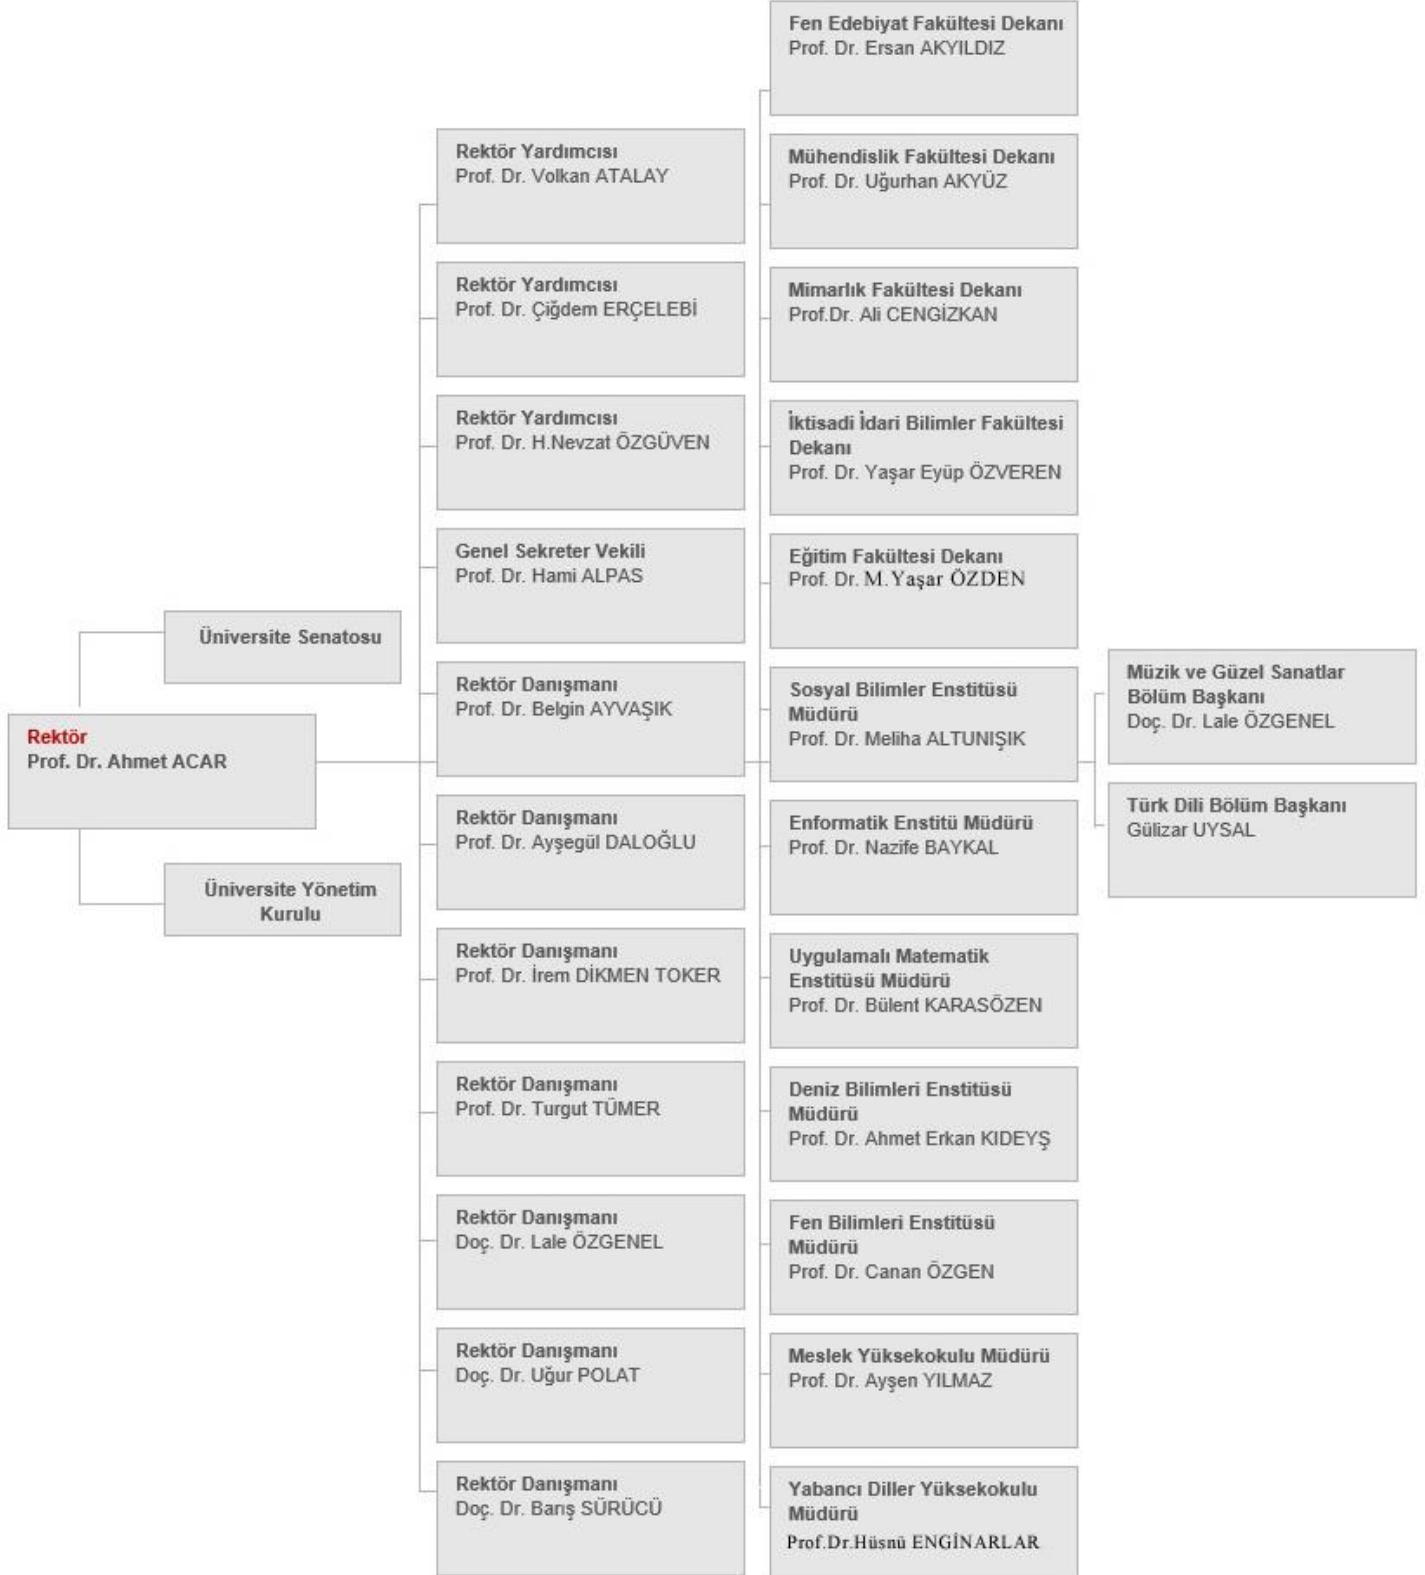 Rektör
Prof. Dr. Ahmet ACAR
Üniversite Senatosu
Üniversite Yönetim
Kurulu
Rektör Yardımcısı
Prof. Dr. Volkan ATALAY
Rektör Yardımcısı
Prof. Dr. Çiğdem ERÇELEBİ
Rektör Yardımcısı
Prof. Dr. H.Nevzat ÖZGÜVEN
Genel Sekreter Vekili
Prof. Dr. Hami ALPAS
Rektör Danışmanı
Prof. Dr. Belgin AYVAŞIK
Rektör Danışmanı
Prof. Dr. Ayşegül DALOĞLU
Rektör Danışmanı
Prof. Dr. İrem DİKMEN TOKER
Rektör Danışmanı
Prof. Dr. Turgut TÜMER
Rektör Danışmanı
Doç. Dr. Lale ÖZGENEL
Rektör Danışmanı
Doç. Dr. Uğur POLAT
Rektör Danışmanı
Doç. Dr. Barış SÜRÜCÜ
Fen Edebiyat Fakültesi Dekanı
Prof. Dr. Ersan AKYILDIZ
Mühendislik Fakültesi Dekanı
Prof. Dr. Uğurhan AKYÜZ
Mimarlık Fakültesi Dekanı
Prof.Dr. Ali CENGİZKAN
İktisadi İdari Bilimler Fakültesi
Dekanı
Prof. Dr. Yaşar Eyüp ÖZVEREN
Eğitim Fakültesi Dekanı
Prof. Dr. M.Yaşar ÖZDEN
Sosyal Bilimler Enstitüsü
Müdürü
Prof. Dr. Meliha ALTUNIŞIK
Enformatik Enstitü Müdürü
Prof. Dr. Nazife BAYKAL
Uygulamalı Matematik
Enstitüsü Müdürü
Prof. Dr. Bülent KARASÖZEN
Deniz Bilimleri Enstitüsü
Müdürü
Prof. Dr. Ahmet Erkan KIDEYŞ
Fen Bilimleri Enstitüsü
Müdürü
Prof. Dr. Canan ÖZGEN
Meslek Yüksekokulu Müdürü
Prof. Dr. Ayşen YILMAZ
Yabancı Diller Yüksekokulu
Müdürü
Prof.Dr.Hüsnü ENGİNARLAR
Müzik ve Güzel Sanatlar
Bölüm Başkanı
Doç. Dr. Lale ÖZGENEL
Türk Dili Bölüm Başkanı
Gülizar UYSAL